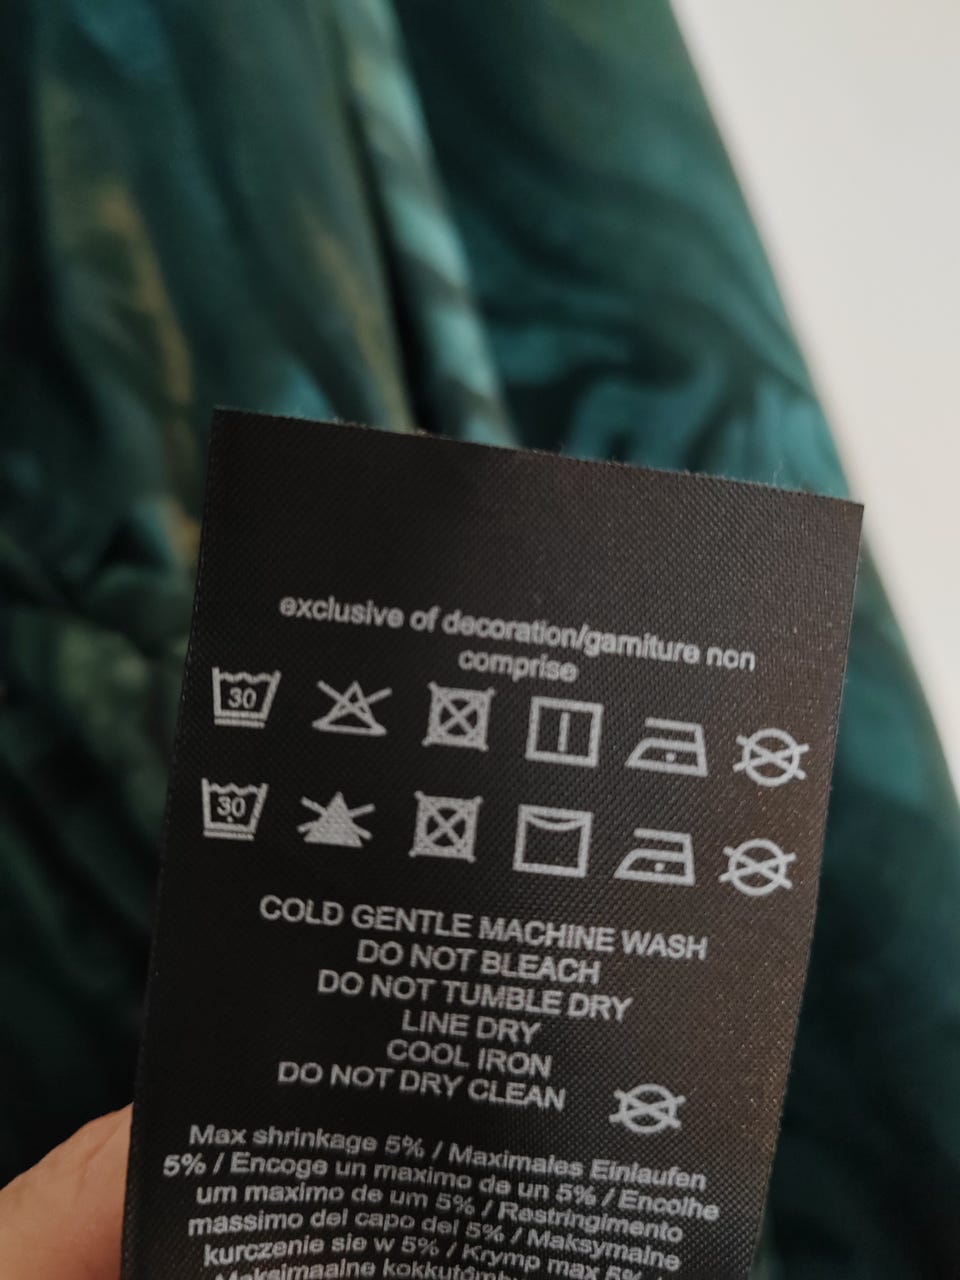 exclusive of decoration/garniture non
comprise
30
30
COLD GENTLE MACHINE WASH
DO NOT BLEACH
DO NOT TUMBLE DRY
LINE DRY
COOL IRON
DO NOT DRY CLEAN
Max shrinkage 5% / Maximales Einlaufen
5% / Encoge un maximo de un 5% / Encolhe
um maximo de um 5% / Restringimento
massimo del capo del 5% / Maksymalne
kurczenie sie w 5% / Krymp max 5% /
Maksimaalne